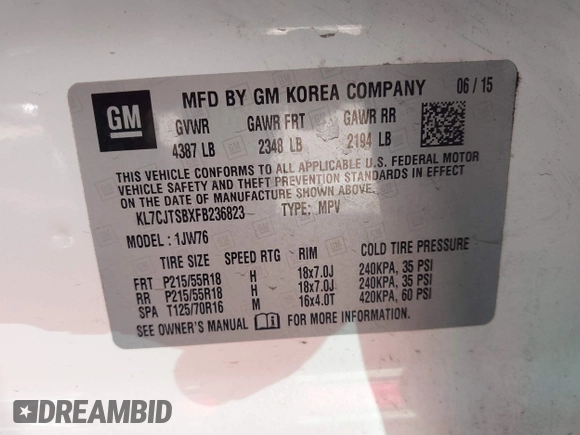 GM
MFD BY GM KOREA COMPANY 06 / 15
GVWR GAWR FRT GAWR RR
4387 LB 2348 LB 2194 LB
THIS VEHICLE CONFORMS TO ALL APPLICABLE U.S. FEDERAL MOTOR
VEHICLE SAFETY AND THEFT PREVENTION STANDARDS IN EFFECT
ON THE DATE OF MANUFACTURE SHOWN ABOVE.
KL7CJTSBXFB236823 TYPE: MPV
MODEL : 1JW76
TIRE SIZE SPEED RTG RIM COLD TIRE PRESSURE
FRT P215/55R18 H 18x7.0J 240KPA, 35 PSI
RR P215/55R18 H 18x7.0J 240KPA, 35 PSI
SPA T125/70R16 M 16x4.0T 420KPA, 60 PSI
SEE OWNER'S MANUAL FOR MORE INFORMATION.
DREAMBID